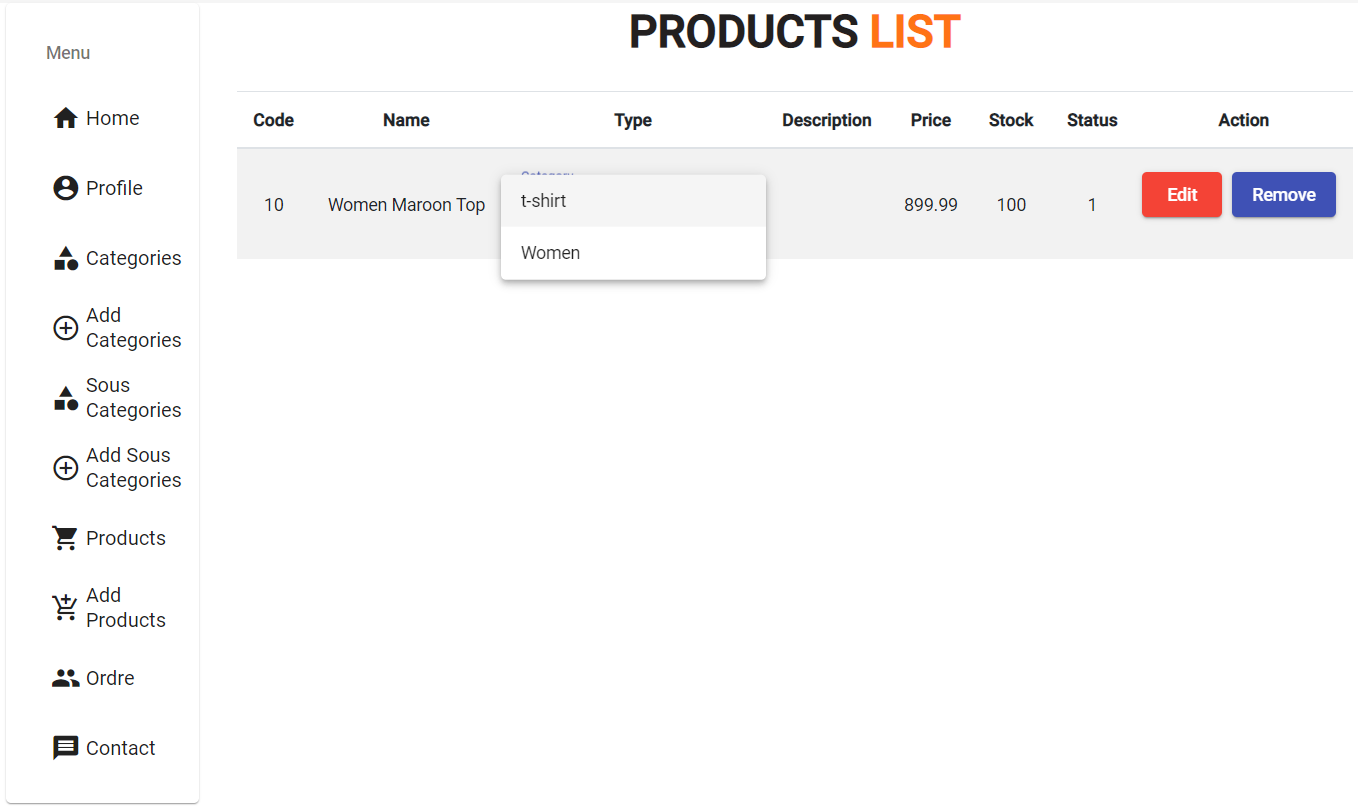 PRODUCTS LIST
Menu
Home
Profile
Categories
Add
Categories
Sous
Categories
Add Sous
Categories
Products
Add
Products
Ordre
Contact
Code Name Type Description Price Stock Status Action
Category
10 Women Maroon Top t-shirt 899.99 100 1 Edit Remove
Women